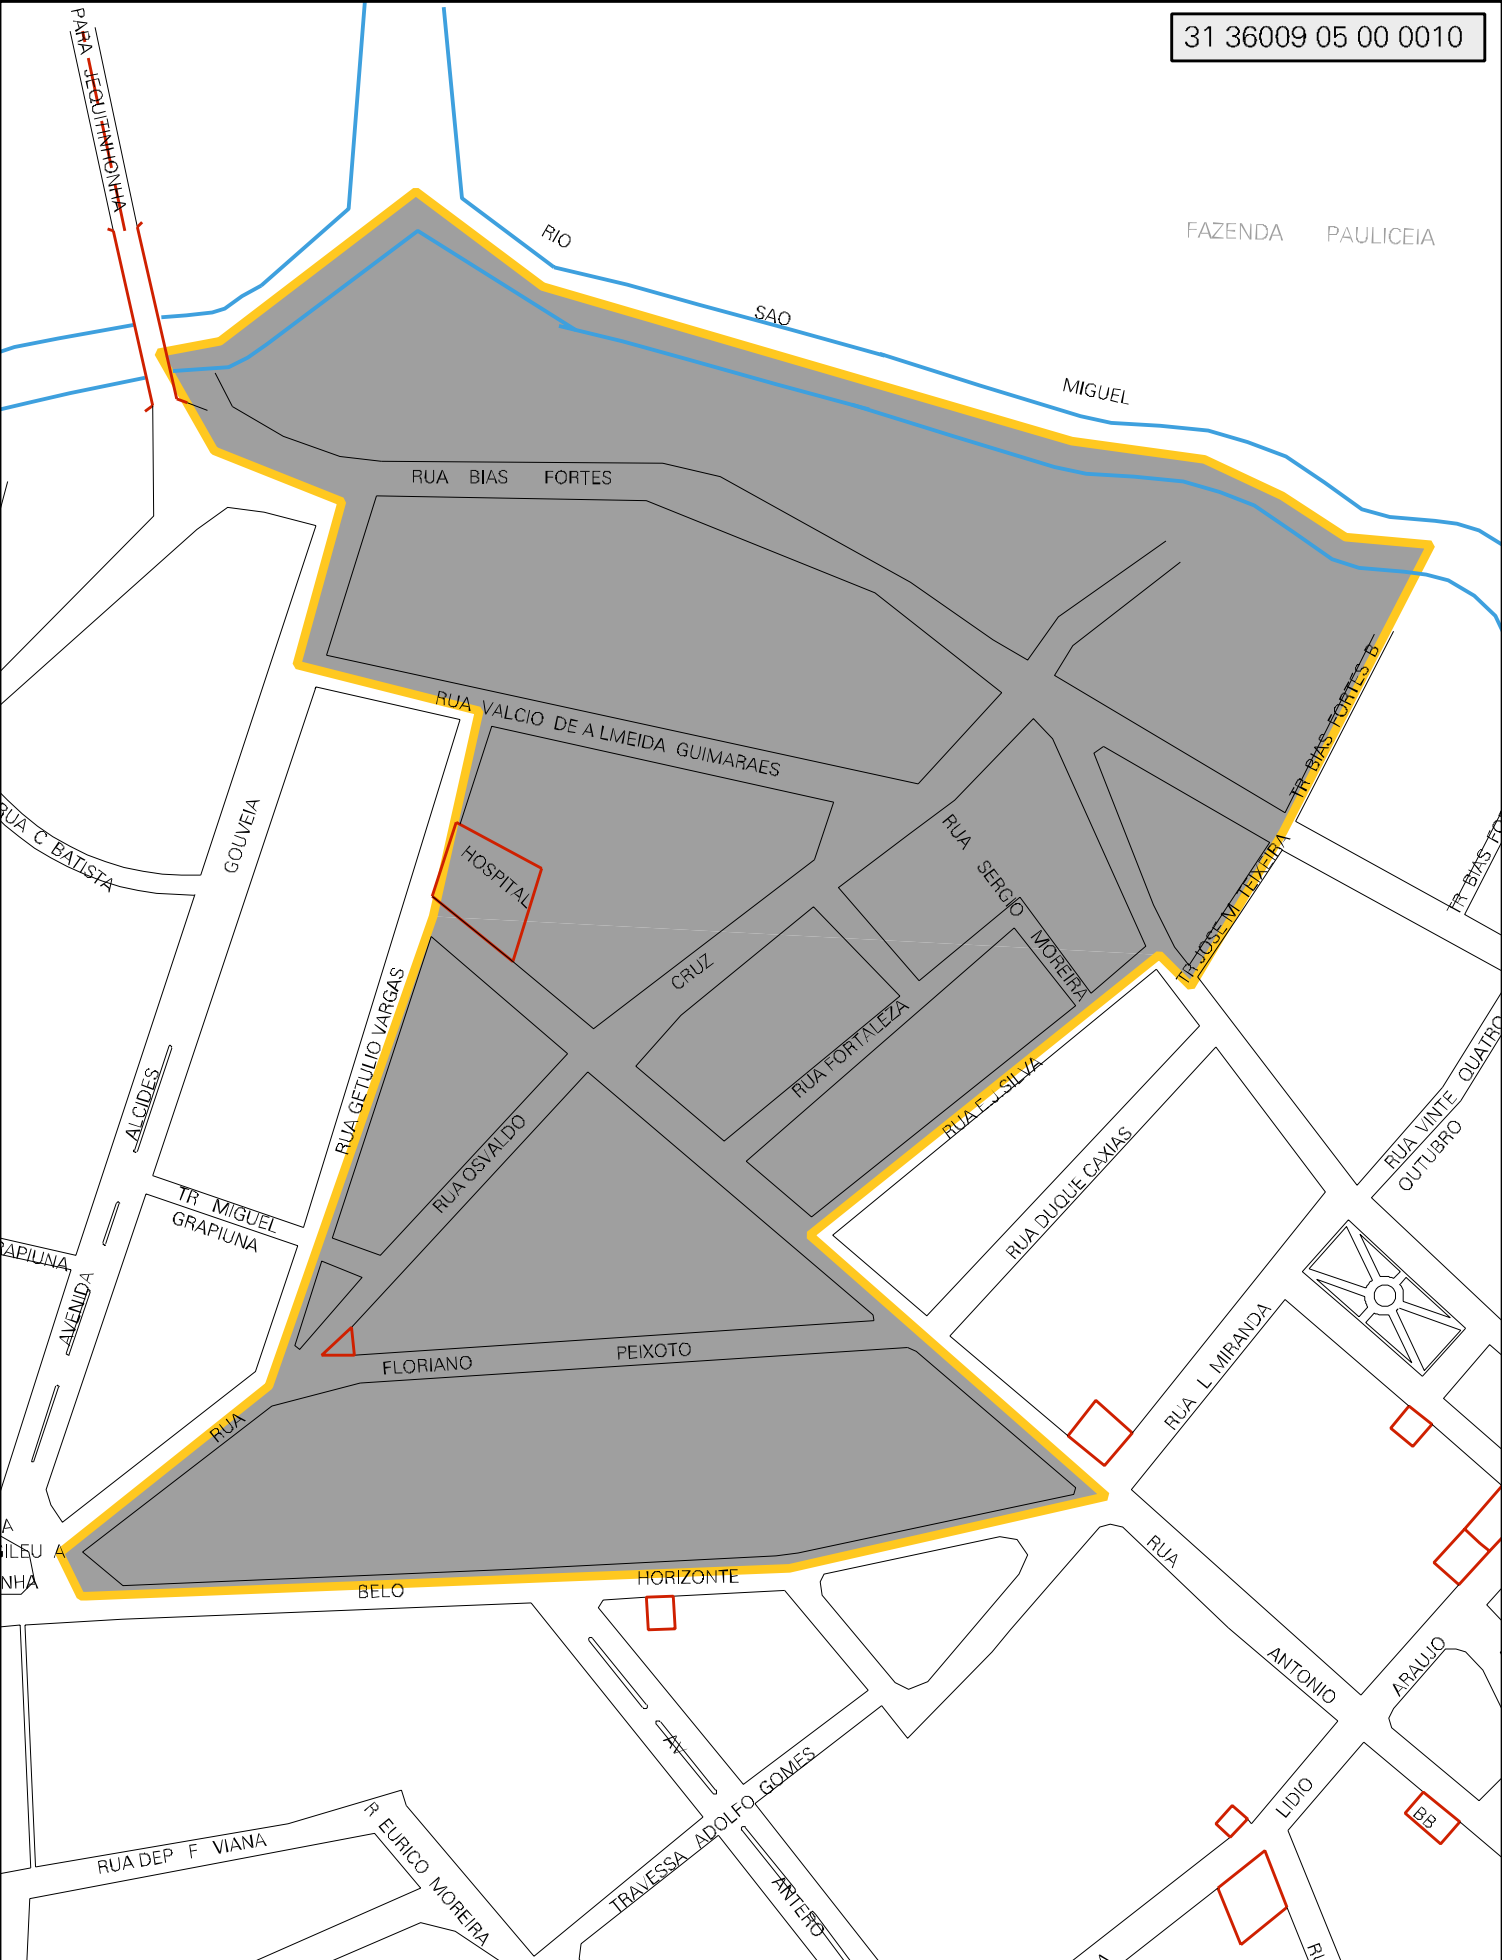 31 36009 05 00 0010
PARA JEQUITINHONHA
RIO
FAZENDA PAULICEIA
SAO
MIGUEL
RUA BIAS FORTES
TR BIAS FORTES B
RUA VALCIO DE A LMEIDA GUIMARAES
RUA C BATISTA
GOUVEIA
HOSPITAL
RUA SERGIO MOREIRA
TR JOSE M TEIXEIRA
TR BIAS FO
CRUZ
RUA GETULIO VARGAS
RUA FORTALEZA
RUA F J SILVA
ALCIDES
RUA OSVALDO
RUA DUQUE CAXIAS
RUA VINTE QUATRO
OUTUBRO
TR MIGUEL
GRAPIUNA
RAPIUNA
AVENIDA
FLORIANO PEIXOTO
RUA L MIRANDA
RUA
A
GILEU A
NHA
BELO HORIZONTE
RUA
ANTONIO
ARAUJO
AV
TRAVESSA ADOLFO GOMES
LIDIO
BB
RUA DEP F VIANA
R EURICO MOREIRA
ANTERO
A
RU